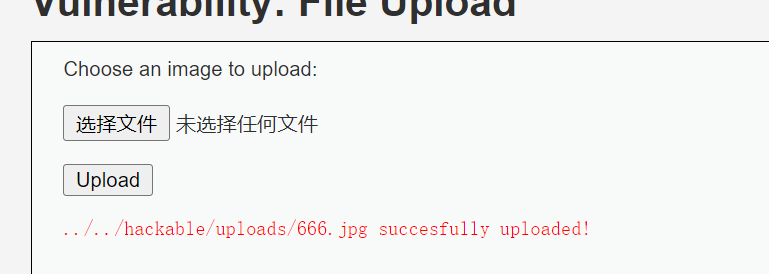 Vulnerability: File Upload
Choose an image to upload:
选择文件 未选择任何文件
Upload
../../hackable/uploads/666.jpg succesfully uploaded!